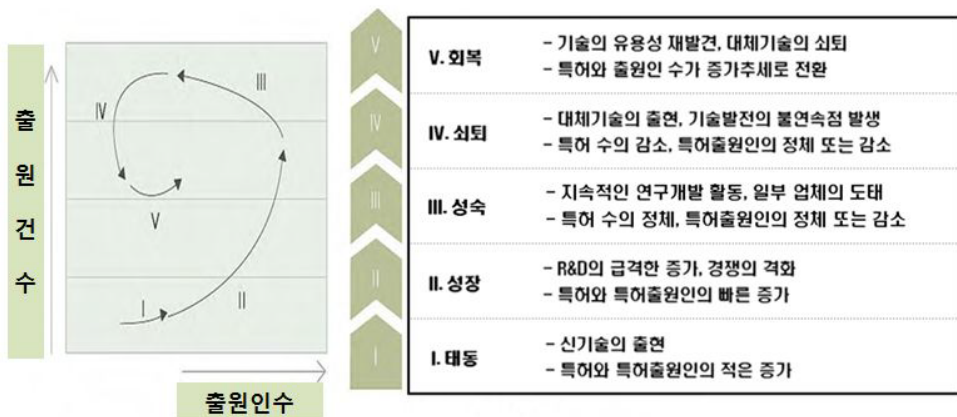 출
원
건
수
출원인수
I
II
III
IV
V
V
IV
III
II
I
V. 회복
- 기술의 유용성 재발견, 대체기술의 쇠퇴
- 특허와 출원인 수가 증가추세로 전환
IV. 쇠퇴
- 대체기술의 출현, 기술발전의 불연속점 발생
- 특허 수의 감소, 특허출원인의 정체 또는 감소
III. 성숙
- 지속적인 연구개발 활동, 일부 업체의 도태
- 특허 수의 정체, 특허출원인의 정체 또는 감소
II. 성장
- R&D의 급격한 증가, 경쟁의 격화
- 특허와 특허출원인의 빠른 증가
I. 태동
- 신기술의 출현
- 특허와 특허출원인의 적은 증가